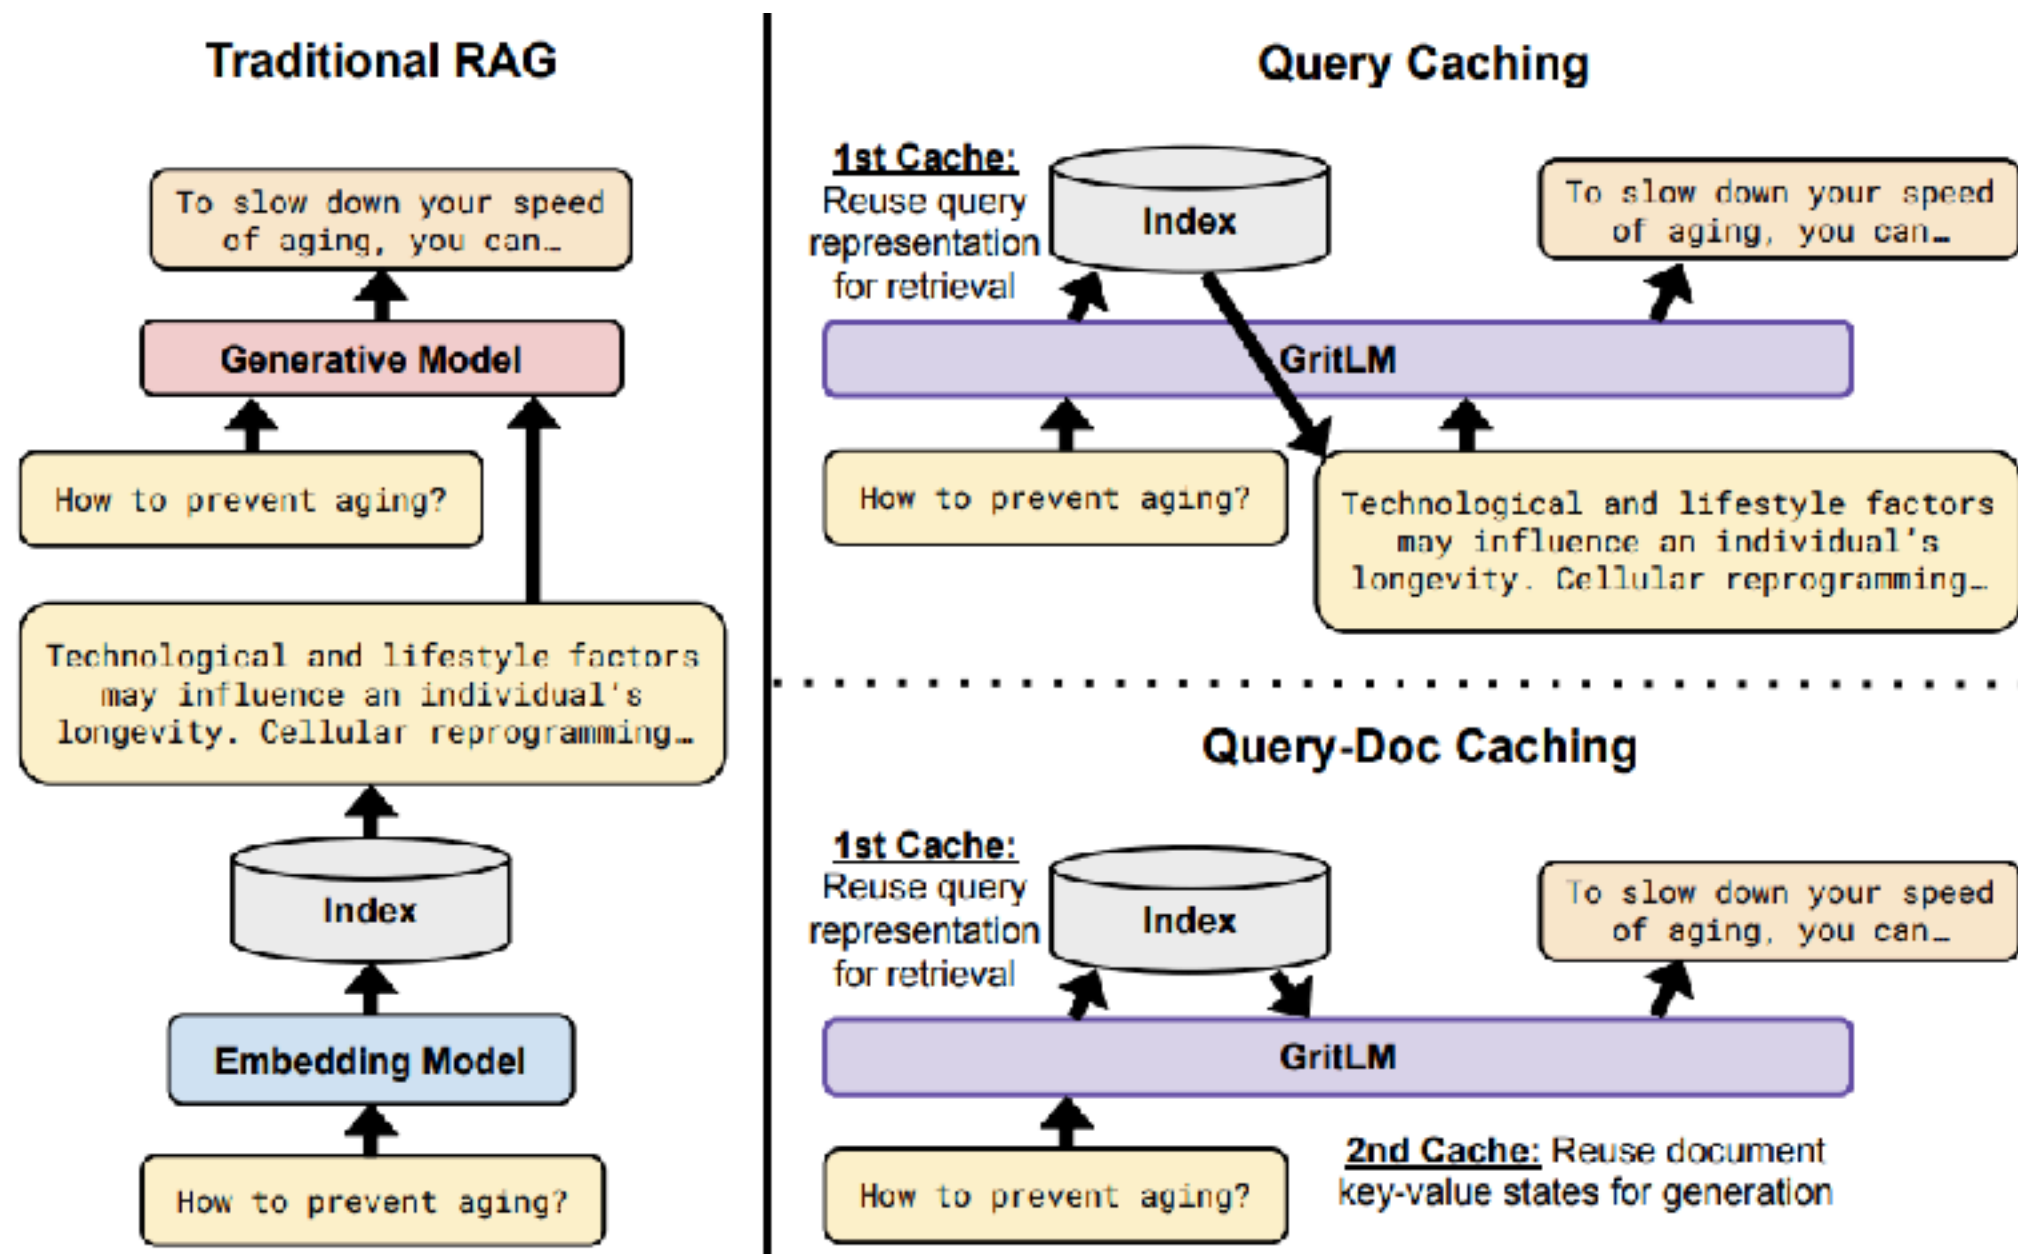 Traditional RAG
To slow down your speed
of aging, you can…
Generative Model
How to prevent aging?
Technological and lifestyle factors
may influence an individual's
longevity. Cellular reprogramming…
Index
Embedding Model
How to prevent aging?
Query Caching
1st Cache:
Reuse query
representation
for retrieval
Index
To slow down your speed
of aging, you can…
GritLM
How to prevent aging?
Technological and lifestyle factors
may influence an individual's
longevity. Cellular reprogramming…
Query-Doc Caching
1st Cache:
Reuse query
representation
for retrieval
Index
To slow down your speed
of aging, you can…
GritLM
How to prevent aging?
2nd Cache: Reuse document
key-value states for generation